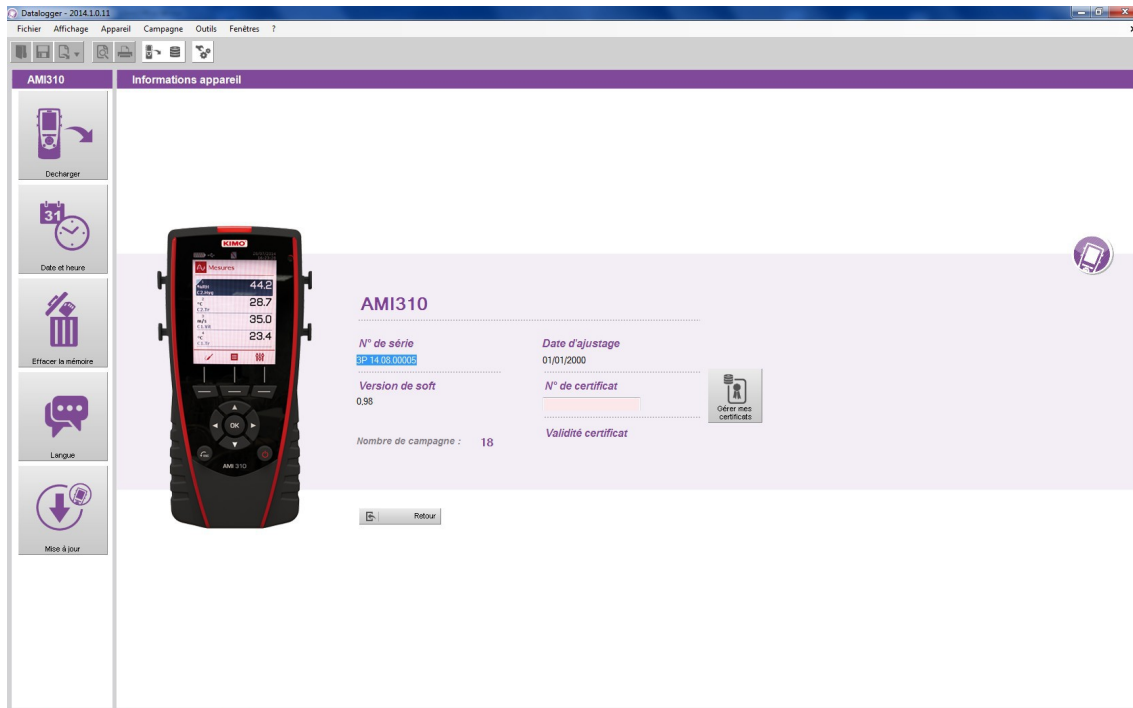 Datalogger - 2014.1.0.11
Fichier Affichage Appareil Campagne Outils Fenêtres ?
AMI310
Informations appareil
Decharger
31
Date et heure
Effacer la mémoire
Langue
Mise à jour
KIMO
Mesures
44.2
28.7
35.0
23.4
OK
AMI 310
AMI310
N° de série
3P 14.08.00005
Date d'ajustage
01/01/2000
Version de soft
0,98
N° de certificat
Gérer mes
certificats
Nombre de campagne : 18
Validité certificat
Retour